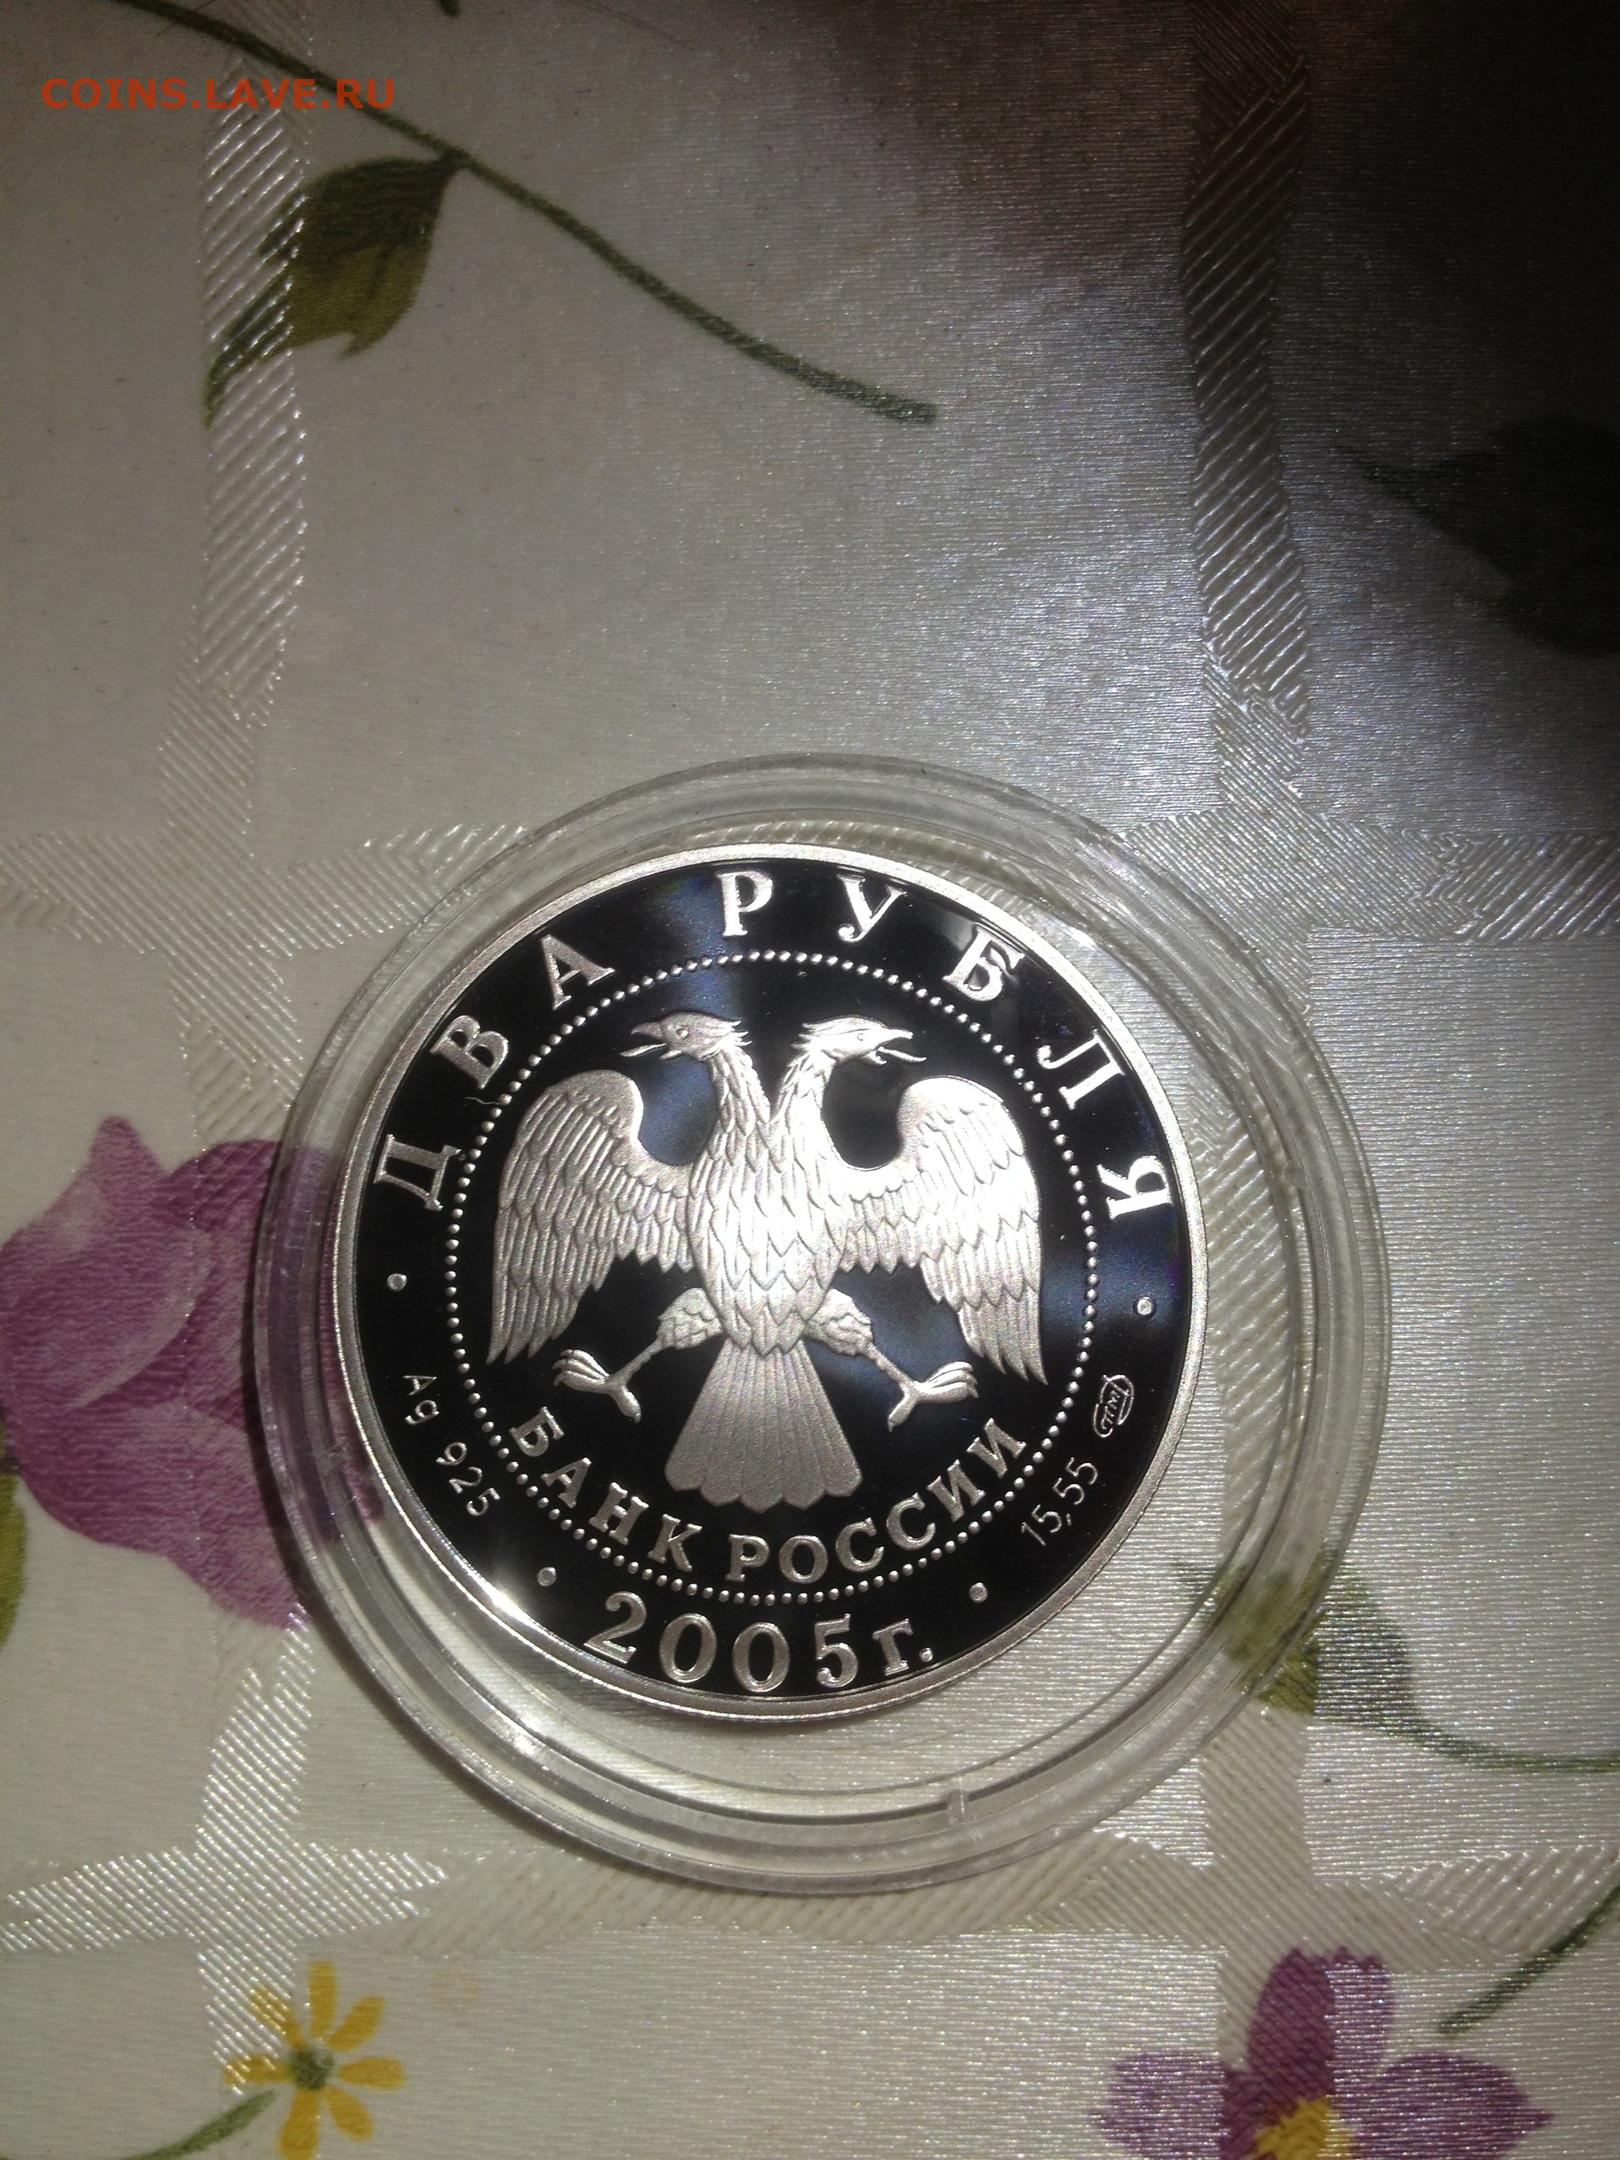 COINS.LAVE.RU
ДВА РУБЛЯ
БАНК РОССИИ
Ag 925
15,55
2005г.